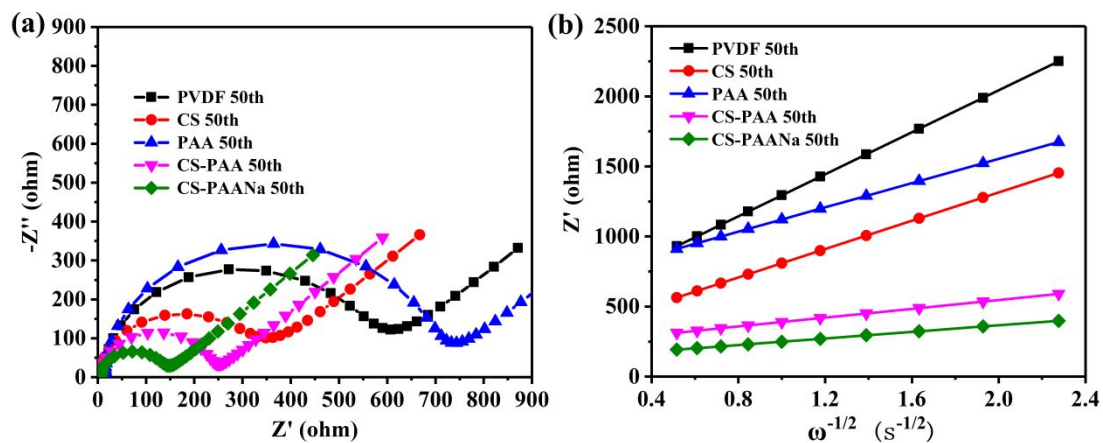 (a)
900
800
700
600
500
400
300
200
100
0
-Z'' (ohm)
PVDF 50th
CS 50th
PAA 50th
CS-PAA 50th
CS-PAANa 50th
0 100 200 300 400 500 600 700 800 900
Z' (ohm)
(b)
2500
2000
1500
1000
500
0
Z' (ohm)
PVDF 50th
CS 50th
PAA 50th
CS-PAA 50th
CS-PAANa 50th
0.4 0.8 1.2 1.6 2.0 2.4
ω-1/2 (s-1/2)